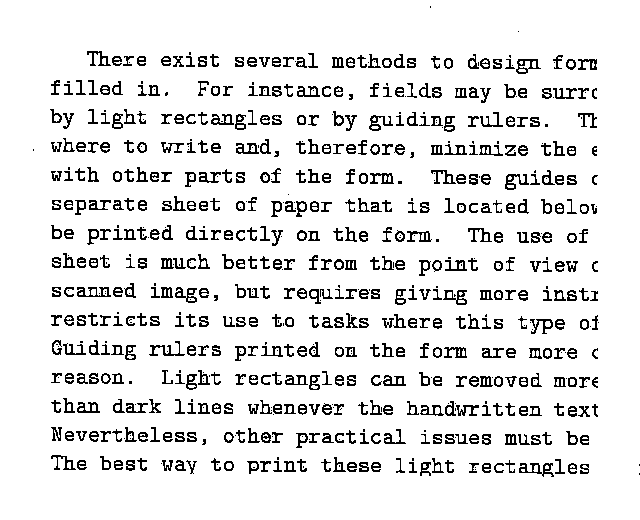 There exist several methods to design form
filled in. For instance, fields may be surro
by light rectangles or by guiding rulers. Th
where to write and, therefore, minimize the
with other parts of the form. These guides
separate sheet of paper that is located below
be printed directly on the form. The use of
sheet is much better from the point of view
scanned image, but requires giving more instr
restricts its use to tasks where this type of
Guiding rulers printed on the form are more
reason. Light rectangles can be removed more
than dark lines whenever the handwritten text
Nevertheless, other practical issues must be
The best way to print these light rectangles